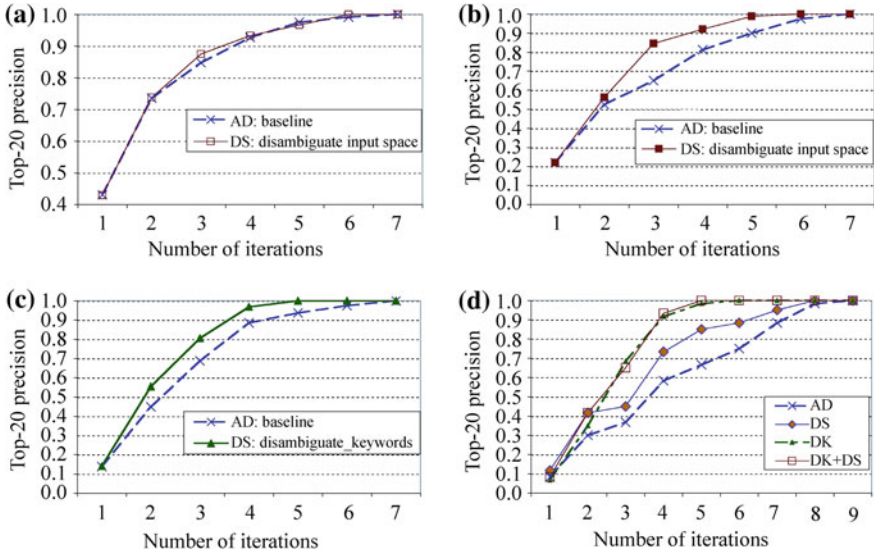 (a)
1.0
0.9
0.8
0.7
0.6
0.5
0.4
Top-20 precision
AD: baseline
DS: disambiguate input space
1 2 3 4 5 6 7
Number of iterations
(b)
1.0
0.9
0.8
0.7
0.6
0.5
0.4
0.3
0.2
0.1
0.0
Top-20 precision
AD: baseline
DS: disambiguate input space
1 2 3 4 5 6 7
Number of iterations
(c)
1.0
0.9
0.8
0.7
0.6
0.5
0.4
0.3
0.2
0.1
0.0
Top-20 precision
AD: baseline
DS: disambiguate_keywords
1 2 3 4 5 6 7
Number of iterations
(d)
1.0
0.9
0.8
0.7
0.6
0.5
0.4
0.3
0.2
0.1
0.0
Top-20 precision
AD
DS
DK
DK+DS
1 2 3 4 5 6 7 8 9
Number of iterations